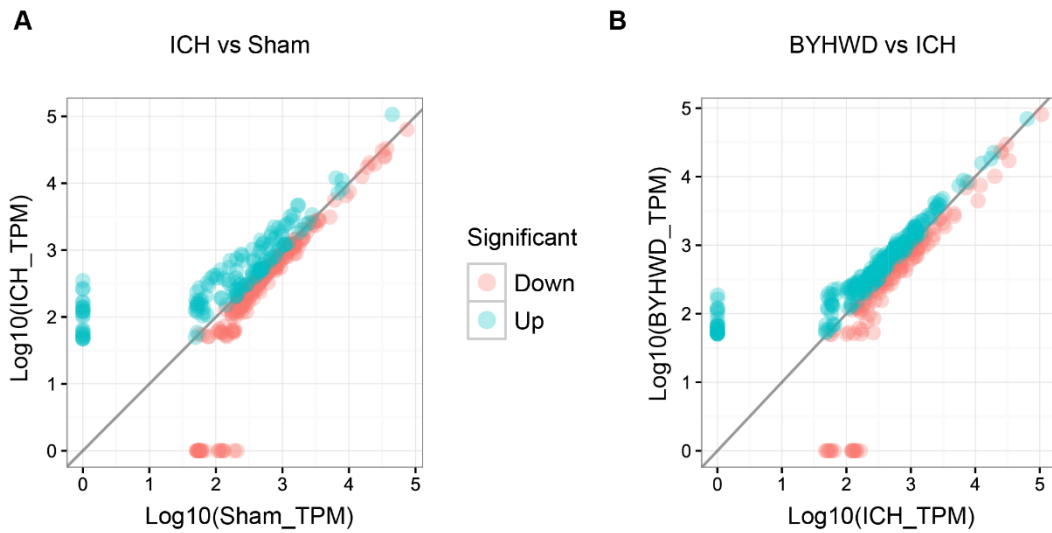 A
B
ICH vs Sham
BYHWD vs ICH
Log10(ICH_TPM)
5
4
3
2
1
0
0 1 2 3 4 5
Log10(Sham_TPM)
Significant
Down
Up
Log10(BYHWD_TPM)
5
4
3
2
1
0
0 1 2 3 4 5
Log10(ICH_TPM)